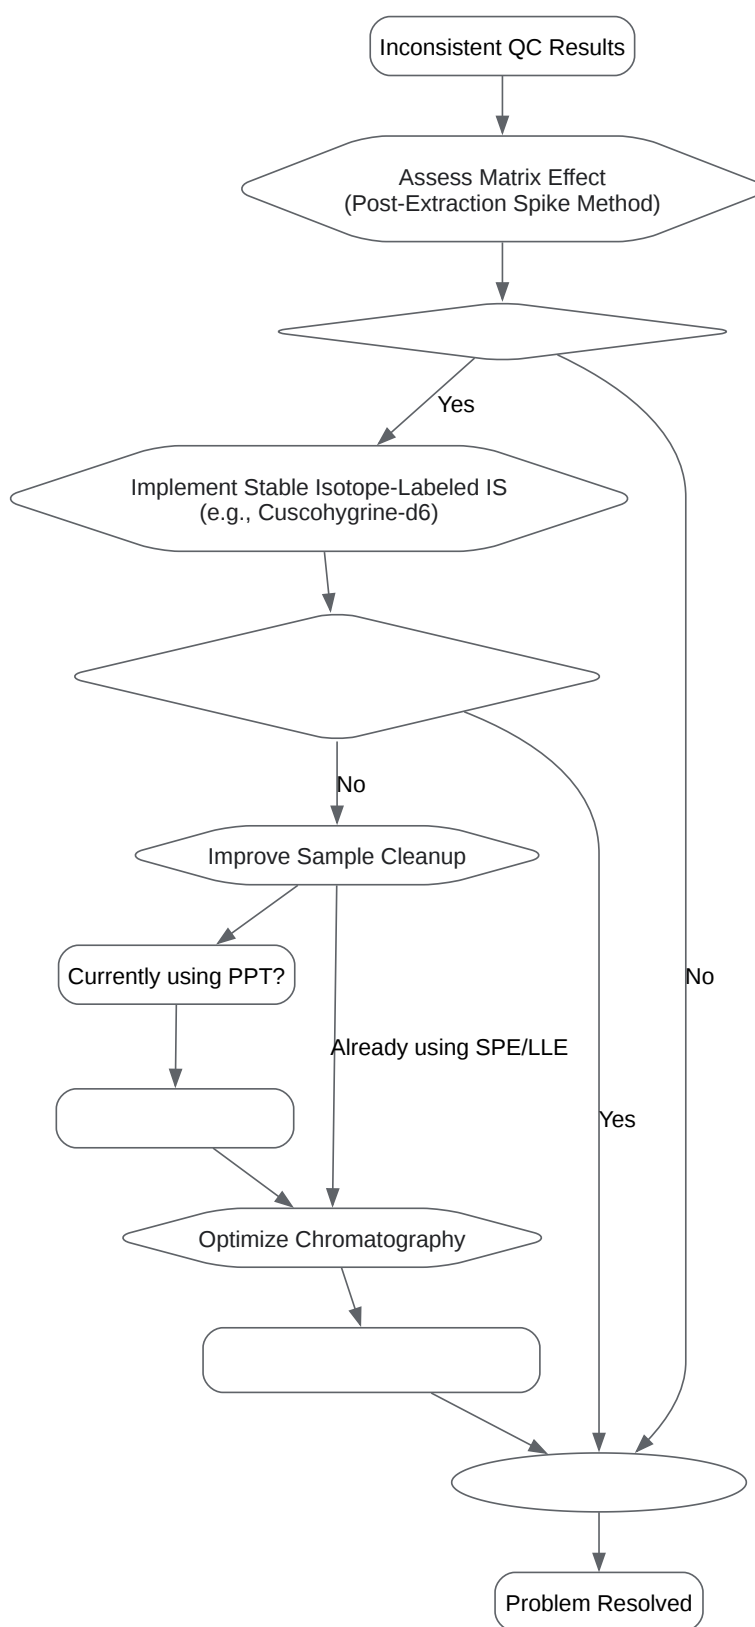 Inconsistent QC Results
Assess Matrix Effect
(Post-Extraction Spike Method)
Yes
Implement Stable Isotope-Labeled IS
(e.g., Cuscohygrine-d6)
No
Improve Sample Cleanup
Currently using PPT?
No
Already using SPE/LLE
Yes
Optimize Chromatography
Problem Resolved